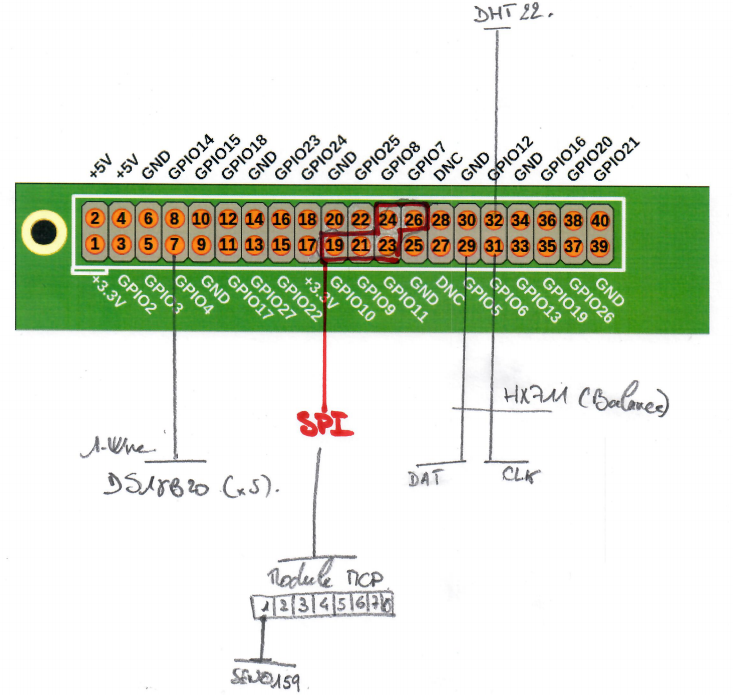 DHT 22.
+5V +5V GND GPIO14 GPIO15 GPIO18 GND GPIO23 GPIO24 GND GPIO25 GPIO8 GPIO7 DNC GND GPIO12 GND GPIO16 GPIO20 GPIO21
2 4 6 8 10 12 14 16 18 20 22 24 26 28 30 32 34 36 38 40
1 3 5 7 9 11 13 15 17 19 21 23 25 27 29 31 33 35 37 39
+3.3V GPIO2 GPIO3 GPIO4 GND GPIO17 GPIO27 GPIO22 +3.3V GPIO10 GPIO9 GPIO11 GND DNC GPIO5 GPIO6 GPIO13 GPIO19 GPIO26 GND
HX711 (Balance)
SPI
1-Wire
DS18B20 (x5).
DAT CLK
Module MCP
1 2 3 4 5 6 7 8
SEN0159.